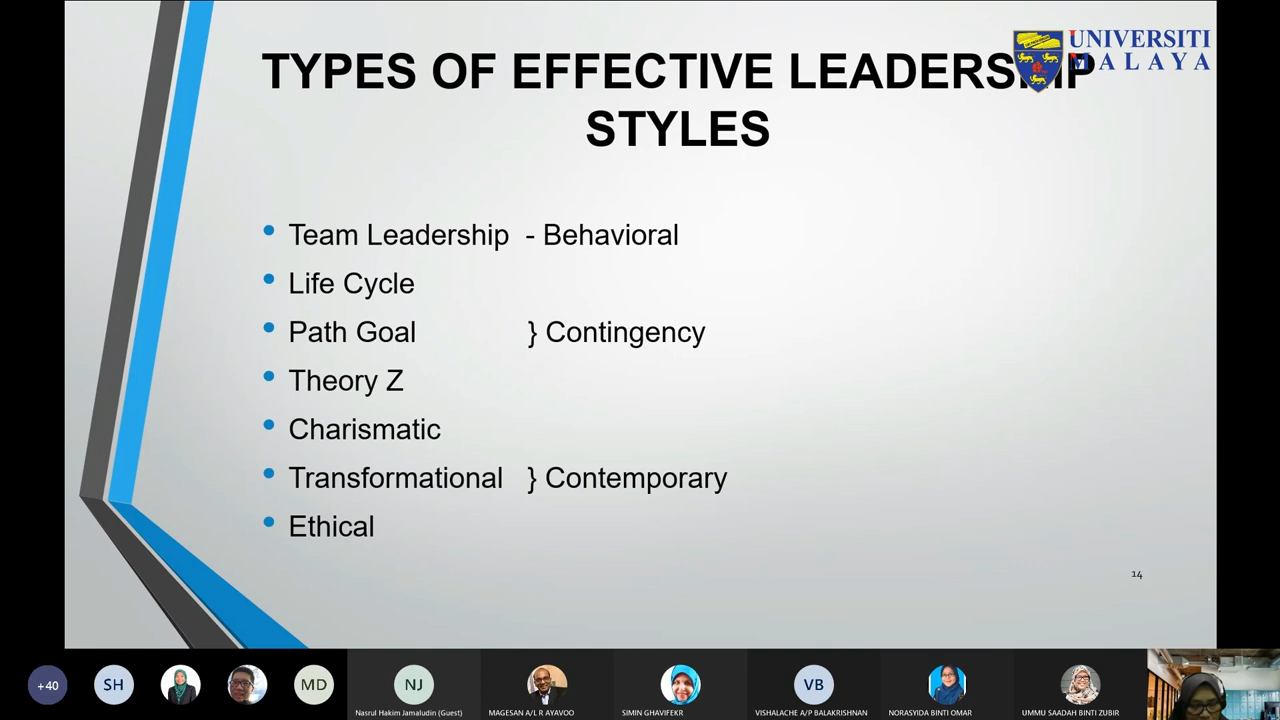 UNIVERSITI
MALAYA
TYPES OF EFFECTIVE LEADERSHIP
STYLES
• Team Leadership - Behavioral
• Life Cycle
• Path Goal } Contingency
• Theory Z
• Charismatic
• Transformational } Contemporary
• Ethical
14
+40
SH
MD
NJ
VB
Nasrul Hakim Jamaludin (Guest)
MAGESAN A/L R AYAVOO
SIMIN GHAVIFEKR
VISHALACHE A/P BALAKRISHNAN
NORASYIDA BINTI OMAR
UMMU SAADAH BINTI ZUBIR